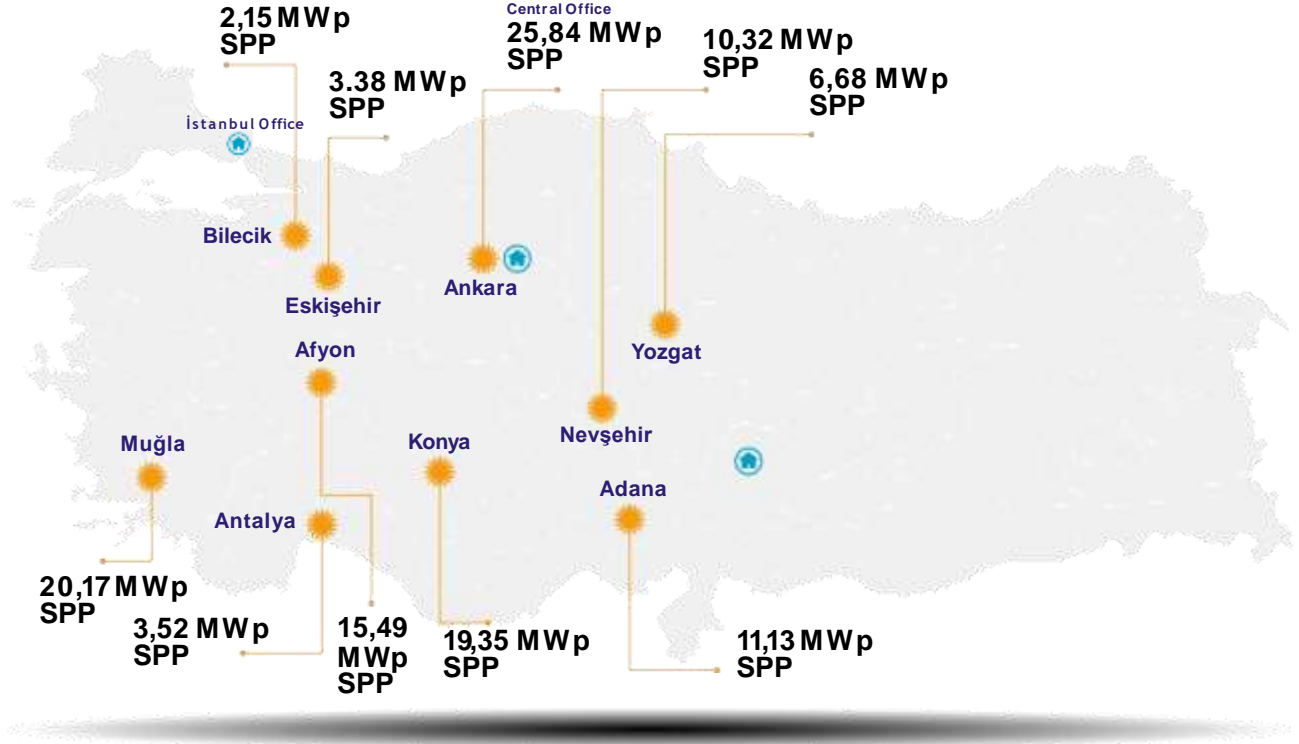 2,15 MWp
SPP
Central Office
25,84 MWp
SPP
10,32 MWp
SPP
3.38 MWp
SPP
6,68 MWp
SPP
İstanbul Office
Bilecik
Eskişehir
Ankara
Afyon
Yozgat
Muğla
Konya
Nevşehir
Antalya
Adana
20,17 MWp
SPP
3,52 MWp
SPP
15,49
MWp
SPP
19,35 MWp
SPP
11,13 MWp
SPP